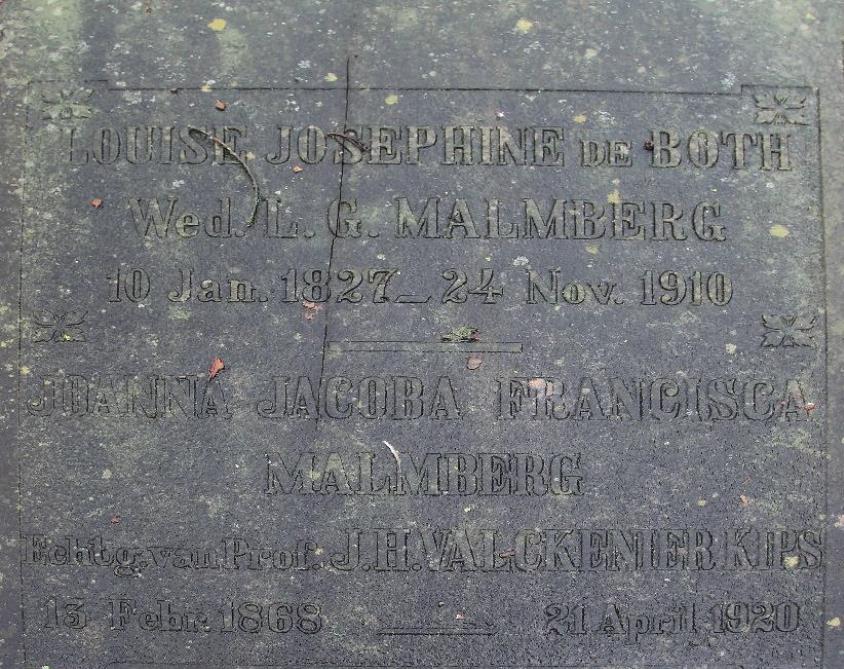 LOUISE JOSEPHINE DE BOTH
Wed. L. G. MALMBERG
10 Jan. 1827 _ 24 Nov. 1910
JOANNA JACOBA FRANCISCA
MALMBERG
Echtg. van Prof. J. H. VALCKENIER KIPS
13 Febr. 1868 — 21 April 1920